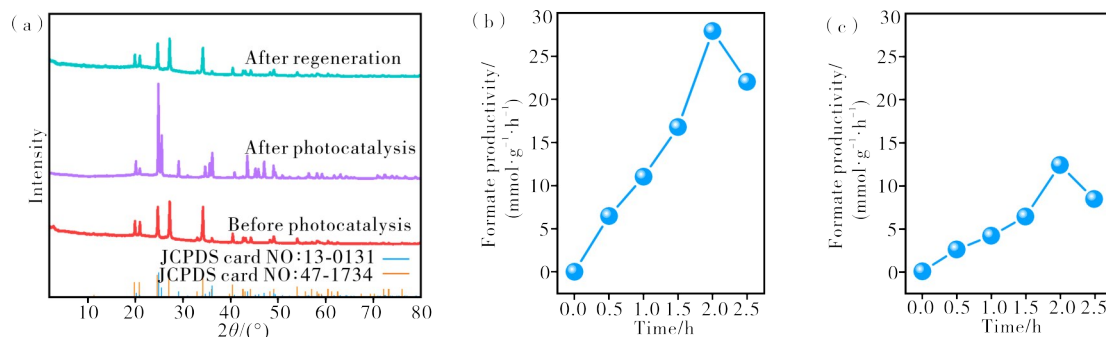 (a)
Intensity
After regeneration
After photocatalysis
Before photocatalysis
JCPDS card NO:13-0131
JCPDS card NO:47-1734
10 20 30 40 50 60 70 80
2θ/(°)
(b)
Formate productivity/
(mmol·g⁻¹·h⁻¹)
30
25
20
15
10
5
0
0.0 0.5 1.0 1.5 2.0 2.5
Time/h
(c)
Formate productivity/
(mmol·g⁻¹·h⁻¹)
30
25
20
15
10
5
0
0.0 0.5 1.0 1.5 2.0 2.5
Time/h